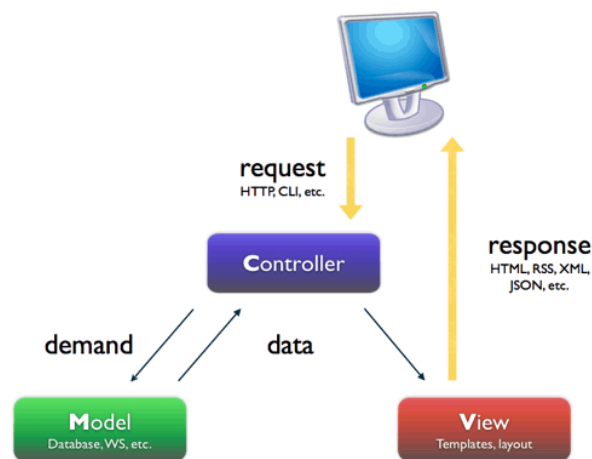 request
HTTP, CLI, etc.
Controller
response
HTML, RSS, XML,
JSON, etc.
demand
data
Model
Database, WS, etc.
View
Templates, layout